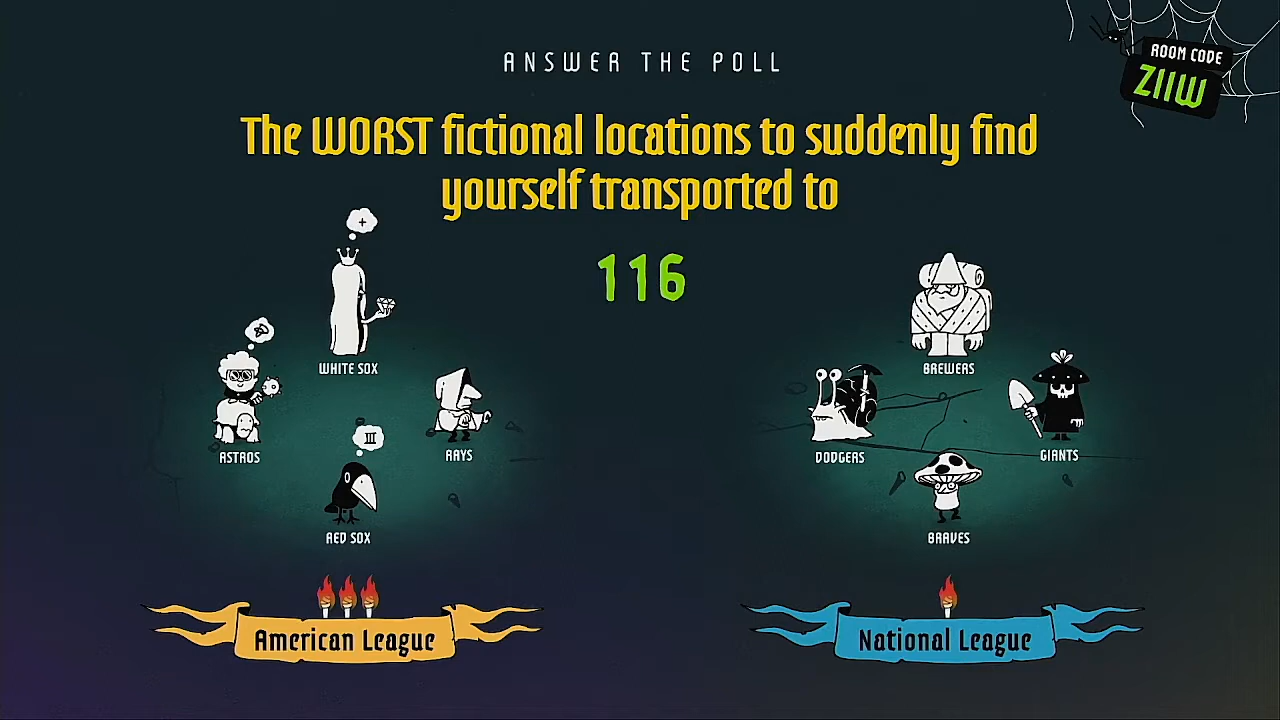 ANSWER THE POLL
ROOM CODE
ZIIW
The WORST fictional locations to suddenly find
yourself transported to
116
WHITE SOX
BREWERS
ASTROS
RAYS
DODGERS
GIANTS
III
RED SOX
BRAVES
American League
National League